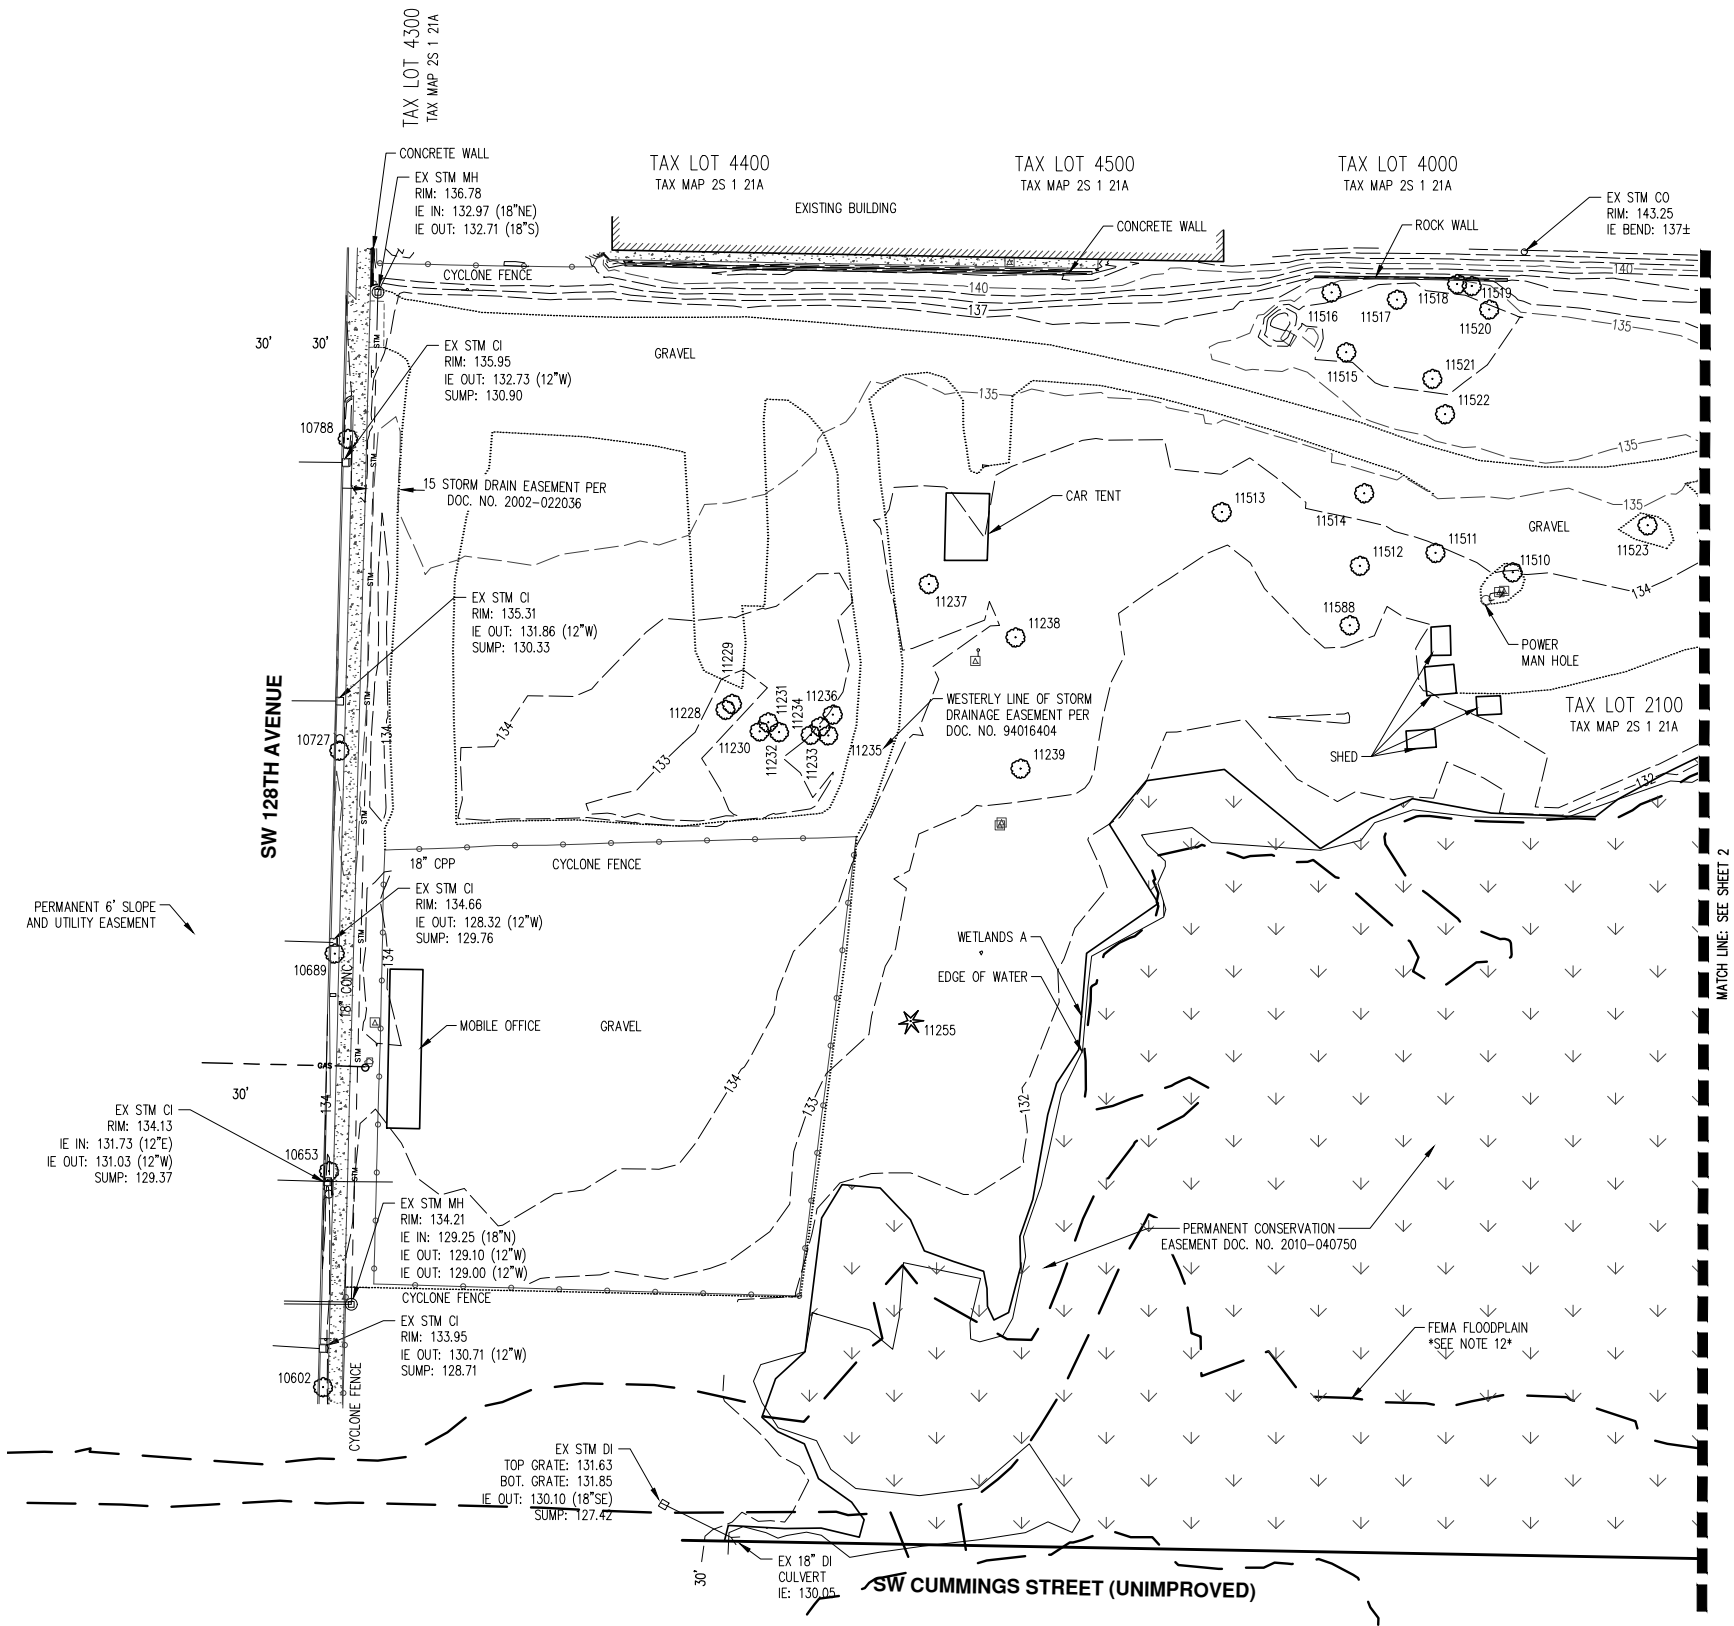 TAX LOT 4300
TAX MAP 2S 1 21A
CONCRETE WALL
EX STM MH
RIM: 136.78
IE IN: 132.97 (18"NE)
IE OUT: 132.71 (18"S)
TAX LOT 4400
TAX MAP 2S 1 21A
TAX LOT 4500
TAX MAP 2S 1 21A
TAX LOT 4000
TAX MAP 2S 1 21A
EXISTING BUILDING
CONCRETE WALL
ROCK WALL
EX STM CO
RIM: 143.25
IE BEND: 137±
CYCLONE FENCE
140
137
140
135
11516
11517
11518
11519
11520
11515
11521
11522
30'
30'
GRAVEL
STM
EX STM CI
RIM: 135.95
IE OUT: 132.73 (12"W)
SUMP: 130.90
135
135
10788
STM
15 STORM DRAIN EASEMENT PER
DOC. NO. 2002-022036
CAR TENT
11513
11514
135
GRAVEL
11523
11511
11512
11510
134
STM
EX STM CI
RIM: 135.31
IE OUT: 131.86 (12"W)
SUMP: 130.33
11237
11238
11588
POWER
MAN HOLE
11229
11228
11231
11234
11236
11230
11232
11233
11235
WESTERLY LINE OF STORM
DRAINAGE EASEMENT PER
DOC. NO. 94016404
TAX LOT 2100
TAX MAP 2S 1 21A
STM
134
134
133
10727
11239
SHED
132
SW 128TH AVENUE
STM
18" CPP
CYCLONE FENCE
EX STM CI
RIM: 134.66
IE OUT: 128.32 (12"W)
SUMP: 129.76
PERMANENT 6' SLOPE
AND UTILITY EASEMENT
MATCH LINE: SEE SHEET 2
STM
134
10689
18" CONC.
WETLANDS A
EDGE OF WATER
MOBILE OFFICE
GRAVEL
11255
STM
GAS
30'
134
134
133
132
EX STM CI
RIM: 134.13
IE IN: 131.73 (12"E)
IE OUT: 131.03 (12"W)
SUMP: 129.37
10653
STM
EX STM MH
RIM: 134.21
IE IN: 129.25 (18"N)
IE OUT: 129.10 (12"W)
IE OUT: 129.00 (12"W)
PERMANENT CONSERVATION
EASEMENT DOC. NO. 2010-040750
CYCLONE FENCE
EX STM CI
RIM: 133.95
IE OUT: 130.71 (12"W)
SUMP: 128.71
FEMA FLOODPLAIN
*SEE NOTE 12*
10602
CYCLONE FENCE
EX STM DI
TOP GRATE: 131.63
BOT. GRATE: 131.85
IE OUT: 130.10 (18"SE)
SUMP: 127.42
30'
EX 18" DI
CULVERT
IE: 130.05
SW CUMMINGS STREET (UNIMPROVED)